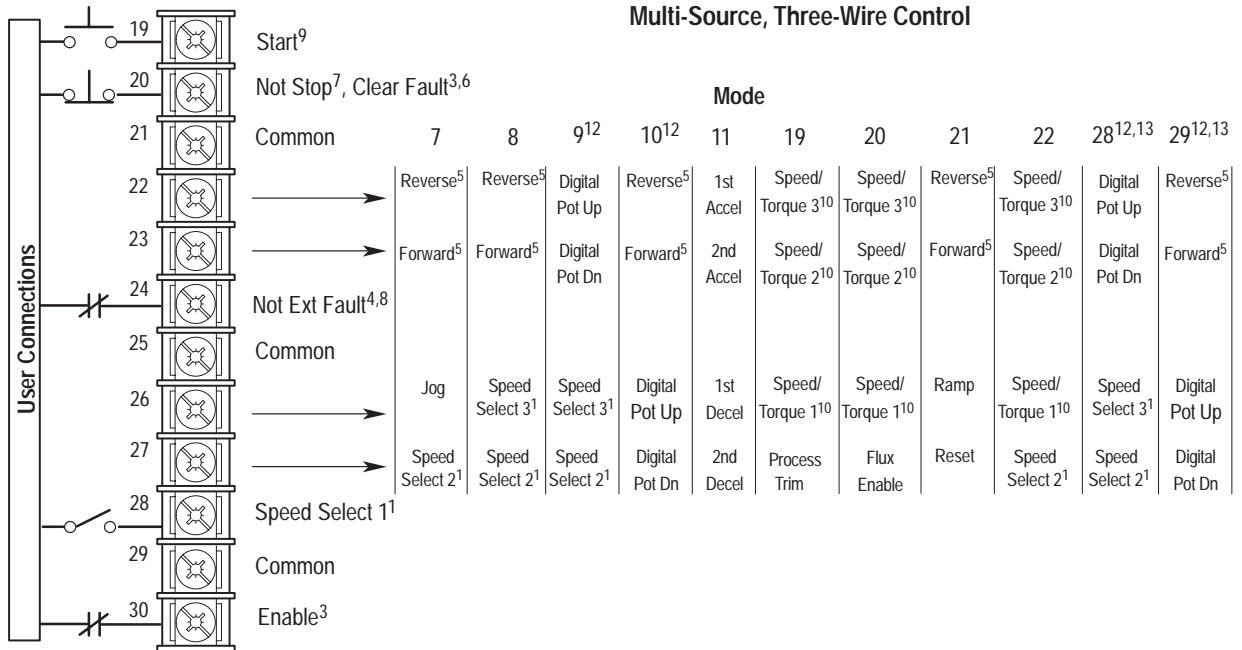 Multi-Source, Three-Wire Control
User Connections
19 Start9
20 Not Stop7, Clear Fault3,6
Mode
21 Common 7 8 912 1012 11 19 20 21 22 2812,13 2912,13
22 Reverse5 Reverse5 Digital Reverse5 1st Speed/ Speed/ Reverse5 Speed/ Digital Reverse5
Pot Up Accel Torque 310 Torque 310 Torque 310 Pot Up
23 Forward5 Forward5 Digital Forward5 2nd Speed/ Speed/ Forward5 Speed/ Digital Forward5
Pot Dn Accel Torque 210 Torque 210 Torque 210 Pot Dn
24 Not Ext Fault4,8
25 Common
26 Jog Speed Speed Digital 1st Speed/ Speed/ Ramp Speed/ Speed Digital
Select 31 Select 31 Pot Up Decel Torque 110 Torque 110 Torque 110 Select 31 Pot Up
27 Speed Speed Speed Digital 2nd Process Flux Reset Speed Speed Digital
Select 21 Select 21 Select 21 Pot Dn Decel Trim Enable Select 21 Select 21 Pot Dn
28 Speed Select 11
29 Common
30 Enable3